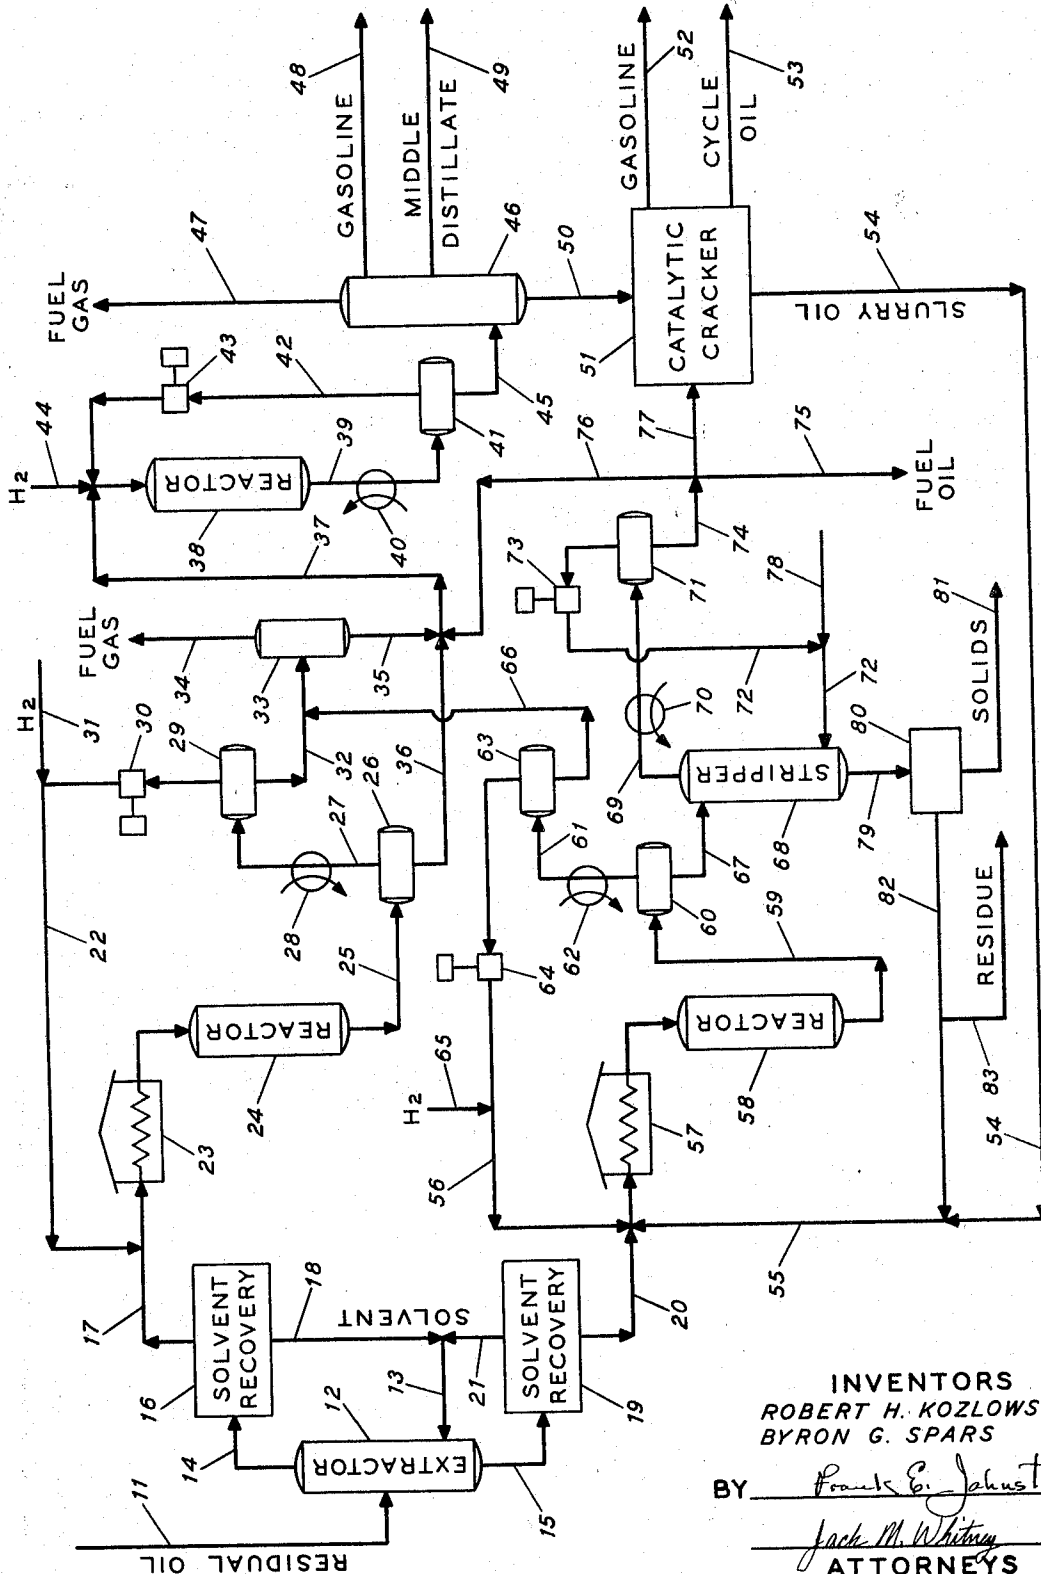 RESIDUAL OIL
11
EXTRACTOR
12
13
14
15
SOLVENT
RECOVERY
16
17
18
SOLVENT
SOLVENT
RECOVERY
19
20
21
H2
22
23
REACTOR
24
25
26
27
28
29
30
31
32
33
FUEL
GAS
34
35
36
37
REACTOR
38
39
40
41
42
43
H2
44
45
46
FUEL
GAS
47
GASOLINE
48
MIDDLE
DISTILLATE
49
50
CATALYTIC
CRACKER
51
GASOLINE
52
CYCLE
OIL
53
SLURRY OIL
54
54
55
56
57
REACTOR
58
59
60
61
62
63
64
H2
65
66
67
STRIPPER
68
69
70
71
72
72
73
74
FUEL
OIL
75
76
77
78
79
80
SOLIDS
81
82
RESIDUE
83
INVENTORS
ROBERT H. KOZLOWS
BYRON G. SPARS
BY Frank E. Johnst
Jack M. Whitney
ATTORNEYS